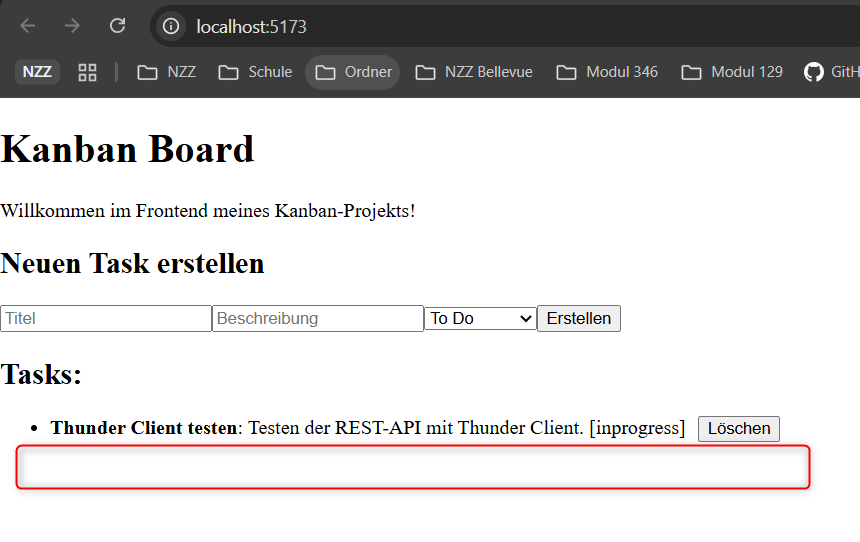 localhost:5173
NZZ NZZ Schule Ordner NZZ Bellevue Modul 346 Modul 129 GitH
Kanban Board
Willkommen im Frontend meines Kanban-Projekts!
Neuen Task erstellen
Titel Beschreibung To Do Erstellen
Tasks:
• Thunder Client testen: Testen der REST-API mit Thunder Client. [inprogress] Löschen